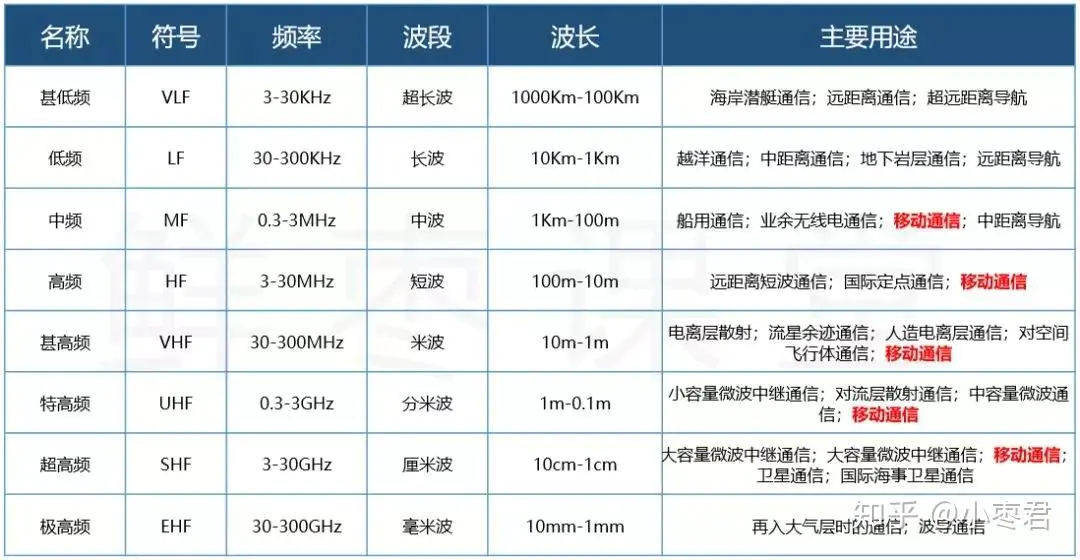 名称 符号 频率 波段 波长 主要用途
甚低频 VLF 3-30KHz 超长波 1000Km-100Km 海岸潜艇通信；远距离通信；超远距离导航
低频 LF 30-300KHz 长波 10Km-1Km 越洋通信；中距离通信；地下岩层通信；远距离导航
中频 MF 0.3-3MHz 中波 1Km-100m 船用通信；业余无线电通信；移动通信；中距离导航
高频 HF 3-30MHz 短波 100m-10m 远距离短波通信；国际定点通信；移动通信
甚高频 VHF 30-300MHz 米波 10m-1m 电离层散射；流星余迹通信；人造电离层通信；对空间
飞行体通信；移动通信
特高频 UHF 0.3-3GHz 分米波 1m-0.1m 小容量微波中继通信；对流层散射通信；中容量微波通
信；移动通信
超高频 SHF 3-30GHz 厘米波 10cm-1cm 大容量微波中继通信；大容量微波中继通信；移动通信；
卫星通信；国际海事卫星通信
极高频 EHF 30-300GHz 毫米波 10mm-1mm 再入大气层时的通信；波导通信
鲜枣课堂
知乎 @小枣君